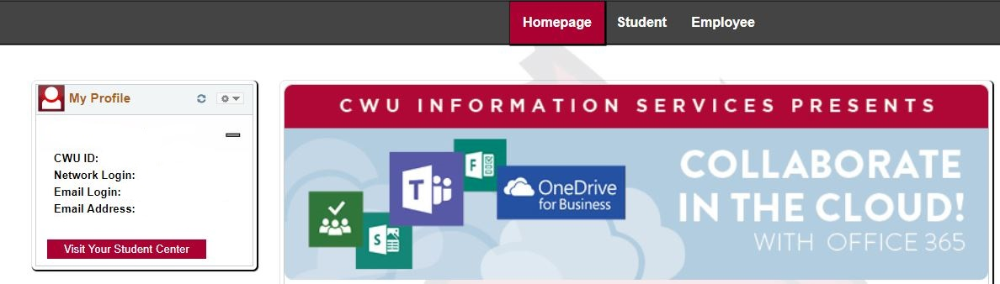 Homepage Student Employee
My Profile
CWU ID:
Network Login:
Email Login:
Email Address:
Visit Your Student Center
CWU INFORMATION SERVICES PRESENTS
T
F
S
OneDrive
for Business
COLLABORATE
IN THE CLOUD!
WITH OFFICE 365